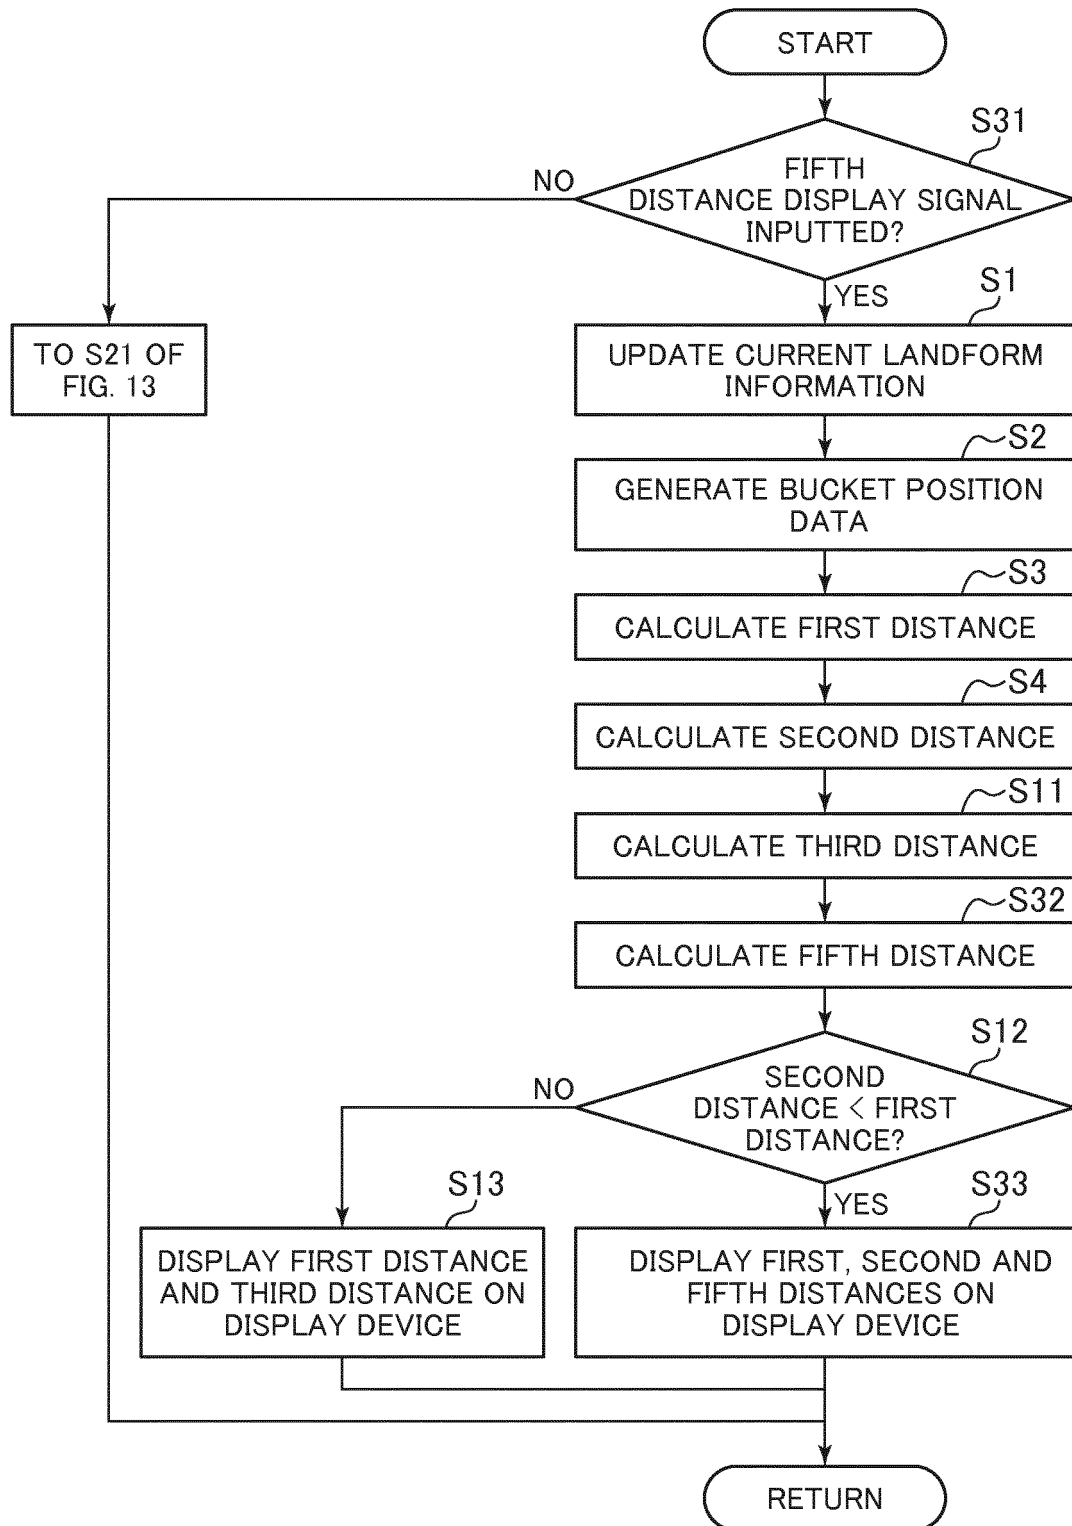 START
S31
FIFTH
DISTANCE DISPLAY SIGNAL
INPUTTED?
NO
YES
TO S21 OF
FIG. 13
S1
UPDATE CURRENT LANDFORM
INFORMATION
S2
GENERATE BUCKET POSITION
DATA
S3
CALCULATE FIRST DISTANCE
S4
CALCULATE SECOND DISTANCE
S11
CALCULATE THIRD DISTANCE
S32
CALCULATE FIFTH DISTANCE
S12
SECOND
DISTANCE < FIRST
DISTANCE?
NO
YES
S13
DISPLAY FIRST DISTANCE
AND THIRD DISTANCE ON
DISPLAY DEVICE
S33
DISPLAY FIRST, SECOND AND
FIFTH DISTANCES ON
DISPLAY DEVICE
RETURN